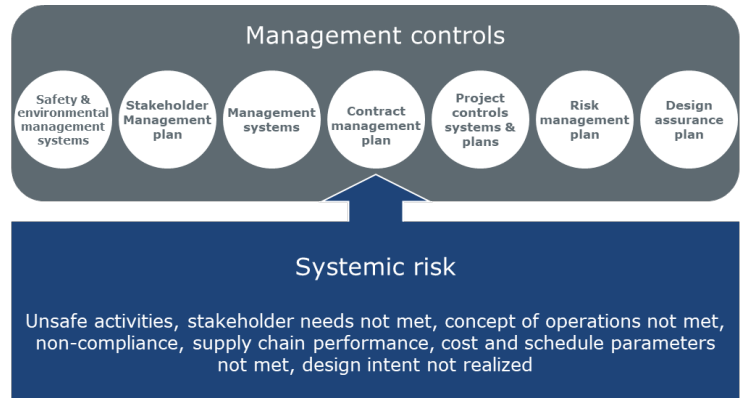 Management controls
Safety &
environmental
management
systems
Stakeholder
Management
plan
Management
systems
Contract
management
plan
Project
controls
systems &
plans
Risk
management
plan
Design
assurance
plan
Systemic risk
Unsafe activities, stakeholder needs not met, concept of operations not met,
non-compliance, supply chain performance, cost and schedule parameters
not met, design intent not realized